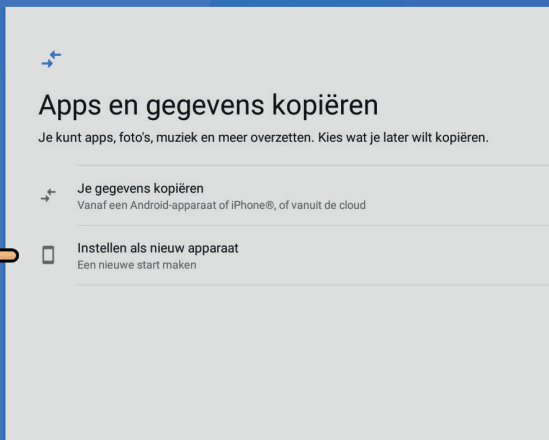 Apps en gegevens kopiëren
Je kunt apps, foto's, muziek en meer overzetten. Kies wat je later wilt kopiëren.
Je gegevens kopiëren
Vanaf een Android-apparaat of iPhone®, of vanuit de cloud
Instellen als nieuw apparaat
Een nieuwe start maken